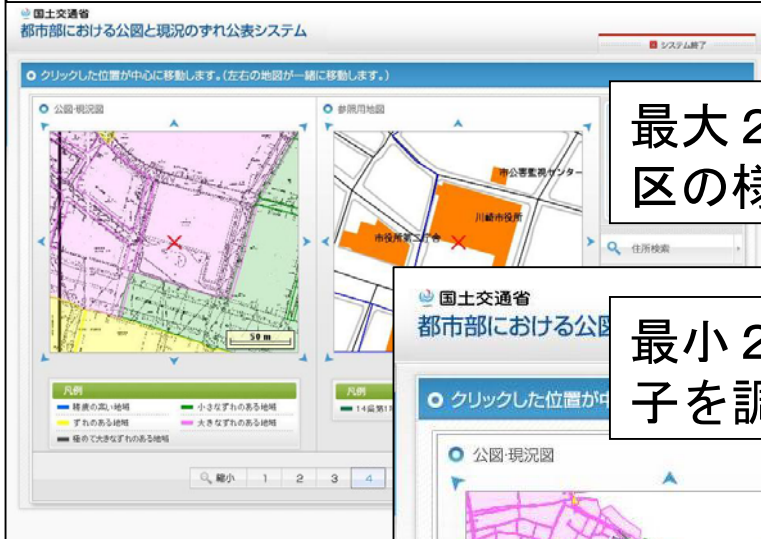 国土交通省
都市部における公図と現況のずれ公表システム
システム終了
クリックした位置が中心に移動します。(左右の地図が一緒に移動します。)
公図・現況図
参照用地図
市公害監視センター
川崎市役所
市役所第二庁舎
50 m
凡例
精度の高い地域
小さなずれのある地域
ずれのある地域
大きなずれのある地域
極めて大きなずれのある地域
凡例
縮小 1 2 3 4
住所検索
最大2
区の様
国土交通省
都市部における公図
最小2
子を調
クリックした位置が中
公図・現況図